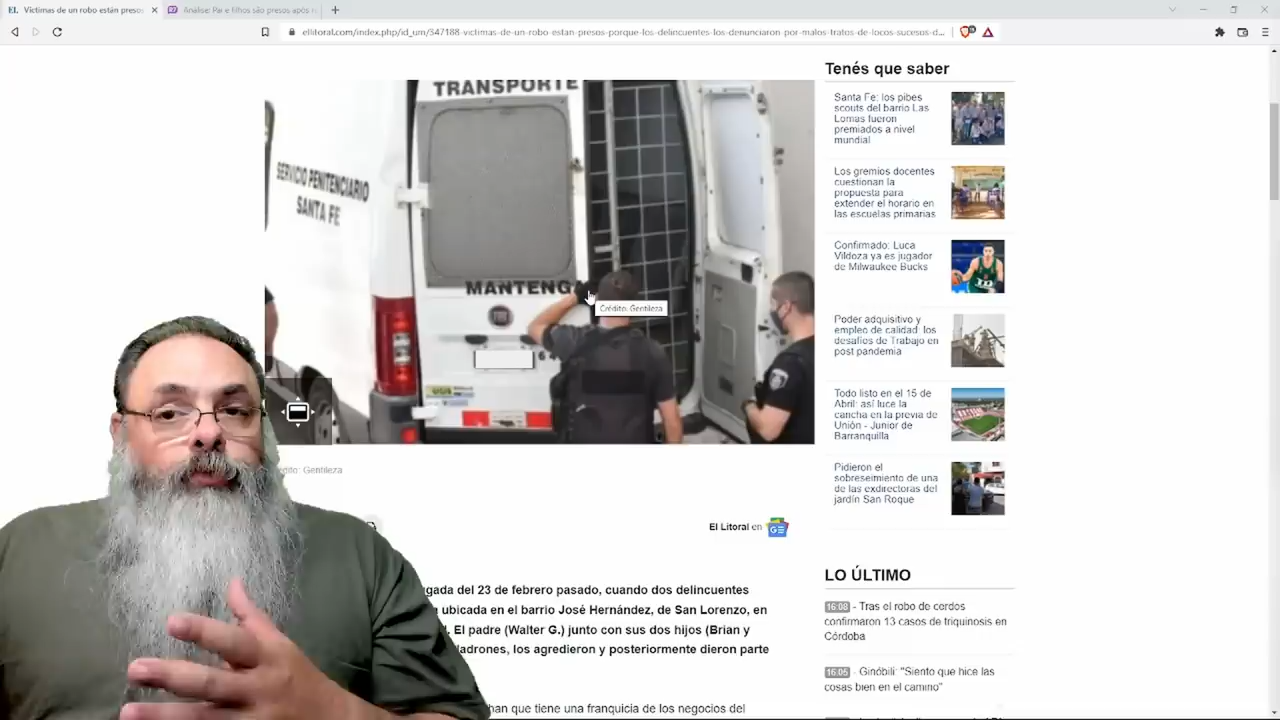 EL Víctimas de un robo están presos
Análise: Pai e filhos são presos após
ellitoral.com/index.php/id_um/347188-victimas-de-un-robo-estan-presos-porque-los-delincuentes-los-denunciaron-por-malos-tratos-de-locos-sucesos-d...
TRANSPORTE
SERVICIO PENITENCIARIO
SANTA FE
MANTENGA
Crédito: Gentileza
64
édito: Gentileza
El Litoral en
GE
gada del 23 de febrero pasado, cuando dos delincuentes
ubicada en el barrio José Hernández, de San Lorenzo, en
. El padre (Walter G.) junto con sus dos hijos (Brian y
ladrones, los agredieron y posteriormente dieron parte
han que tiene una franquicia de los negocios del
Tenés que saber
Santa Fe: los pibes
scouts del barrio Las
Lomas fueron
premiados a nivel
mundial
Los gremios docentes
cuestionan la
propuesta para
extender el horario en
las escuelas primarias
Confirmado: Luca
Vildoza ya es jugador
de Milwaukee Bucks
Poder adquisitivo y
empleo de calidad: los
desafíos de Trabajo en
post pandemia
Todo listo en el 15 de
Abril: así luce la
cancha en la previa de
Unión - Junior de
Barranquilla
Pidieron el
sobreseimiento de una
de las exdirectoras del
jardín San Roque
LO ÚLTIMO
16:08 - Tras el robo de cerdos
confirmaron 13 casos de triquinosis en
Córdoba
16:05 - Ginóbili: "Siento que hice las
cosas bien en el camino"